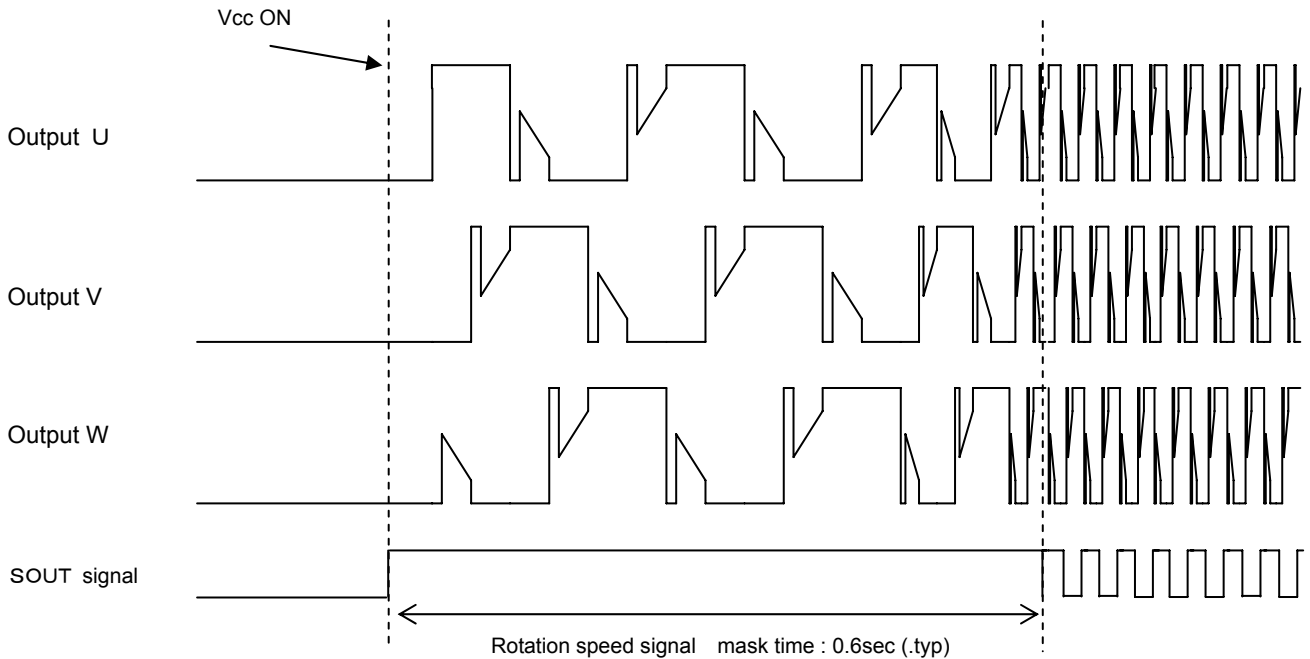 Vcc ON
Output U
Output V
Output W
SOUT signal
Rotation speed signal mask time : 0.6sec (.typ)